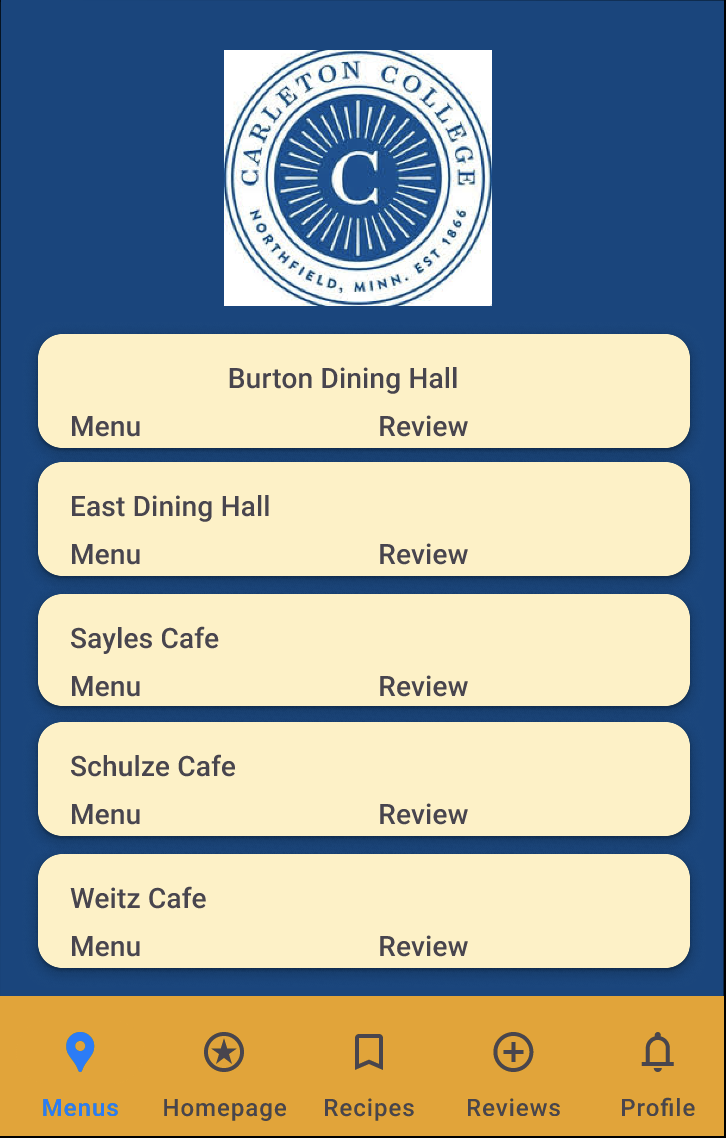 CARLETON COLLEGE
C
NORTHFIELD, MINN. EST 1866
Burton Dining Hall
Menu Review
East Dining Hall
Menu Review
Sayles Cafe
Menu Review
Schulze Cafe
Menu Review
Weitz Cafe
Menu Review
Menus Homepage Recipes Reviews Profile